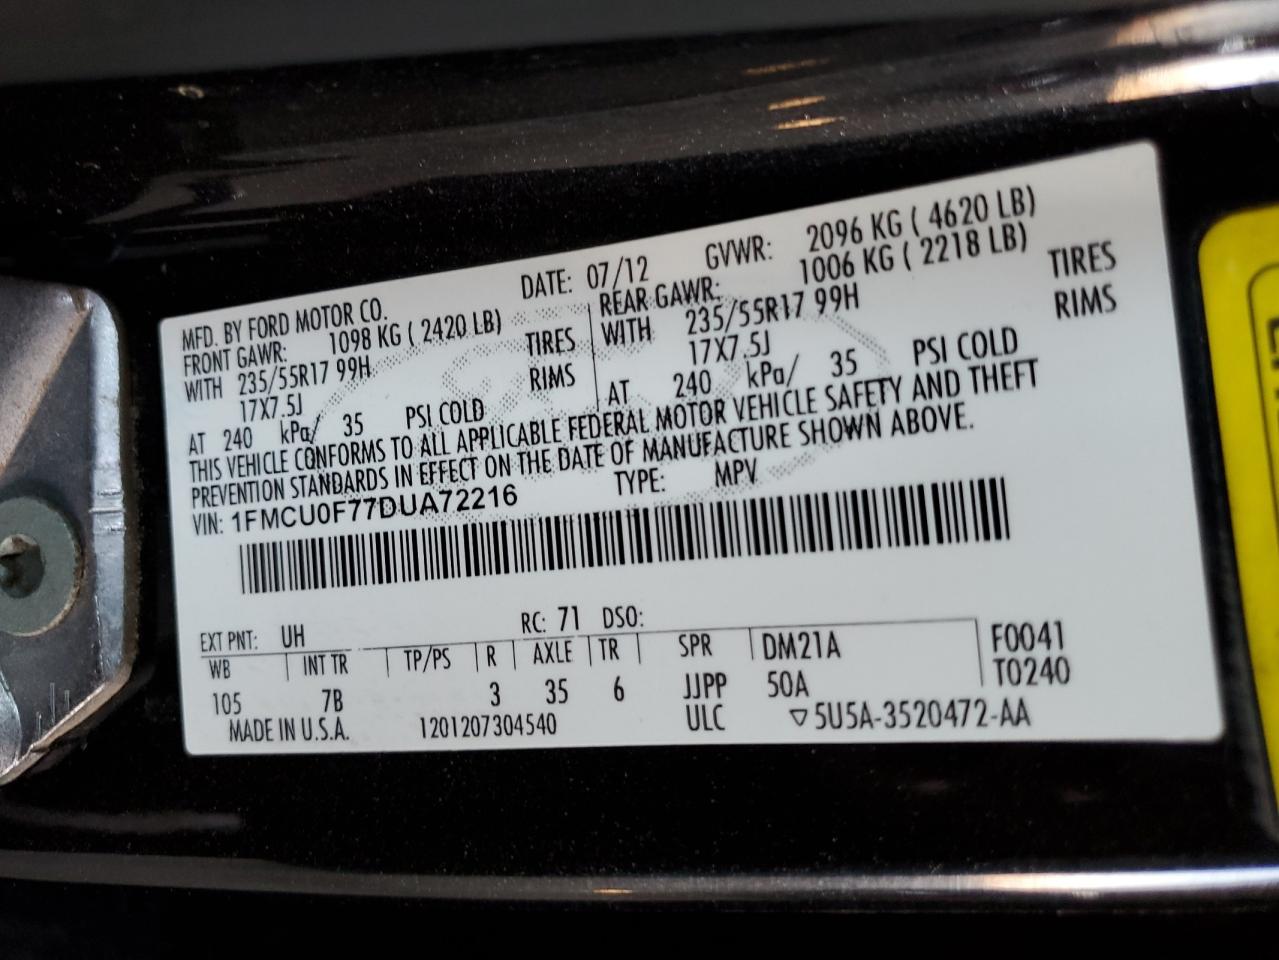 MFD. BY FORD MOTOR CO.
DATE: 07/12 GVWR: 2096 KG ( 4620 LB)
FRONT GAWR: 1098 KG ( 2420 LB) REAR GAWR: 1006 KG ( 2218 LB)
WITH 235/55R17 99H TIRES WITH 235/55R17 99H TIRES
17X7.5J RIMS 17X7.5J RIMS
AT 240 kPa/ 35 PSI COLD AT 240 kPa/ 35 PSI COLD
THIS VEHICLE CONFORMS TO ALL APPLICABLE FEDERAL MOTOR VEHICLE SAFETY AND THEFT
PREVENTION STANDARDS IN EFFECT ON THE DATE OF MANUFACTURE SHOWN ABOVE.
VIN: 1FMCU0F77DUA72216 TYPE: MPV
EXT PNT: UH RC: 71 DSO:
WB INT TR TP/PS R AXLE TR SPR DM21A F0041
105 7B 3 35 6 JJPP 50A T0240
MADE IN U.S.A. 1201207304540 ULC ▽5U5A-3520472-AA